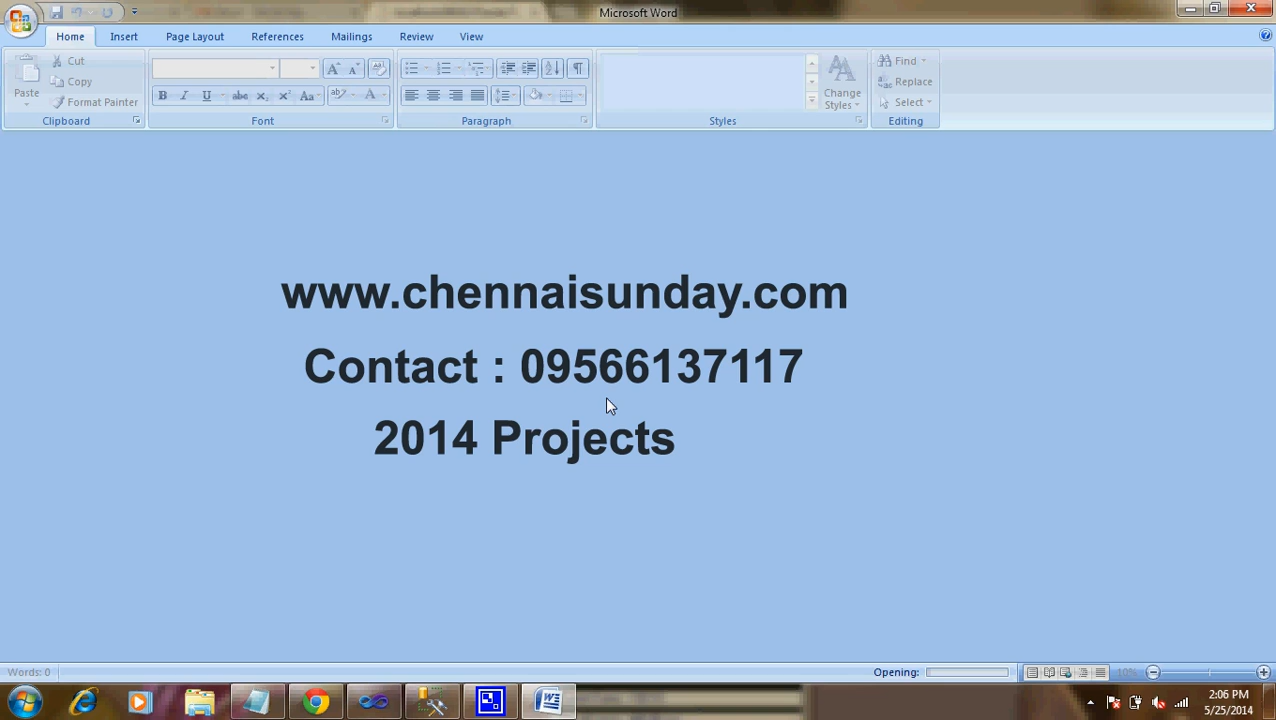 Microsoft Word
Home Insert Page Layout References Mailings Review View
Cut
Copy
Format Painter
Paste
Find
Replace
Select
Change
Styles
Clipboard Font Paragraph Styles Editing
www.chennaisunday.com
Contact : 09566137117
2014 Projects
Words: 0
Opening:
10%
2:06 PM
5/25/2014